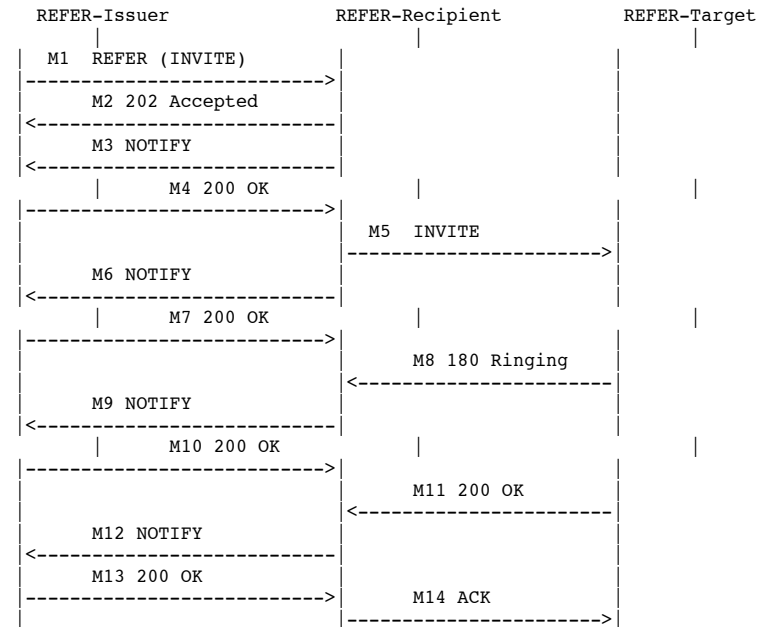 REFER-Issuer REFER-Recipient REFER-Target
M1 REFER (INVITE)
M2 202 Accepted
M3 NOTIFY
M4 200 OK
M5 INVITE
M6 NOTIFY
M7 200 OK
M8 180 Ringing
M9 NOTIFY
M10 200 OK
M11 200 OK
M12 NOTIFY
M13 200 OK
M14 ACK